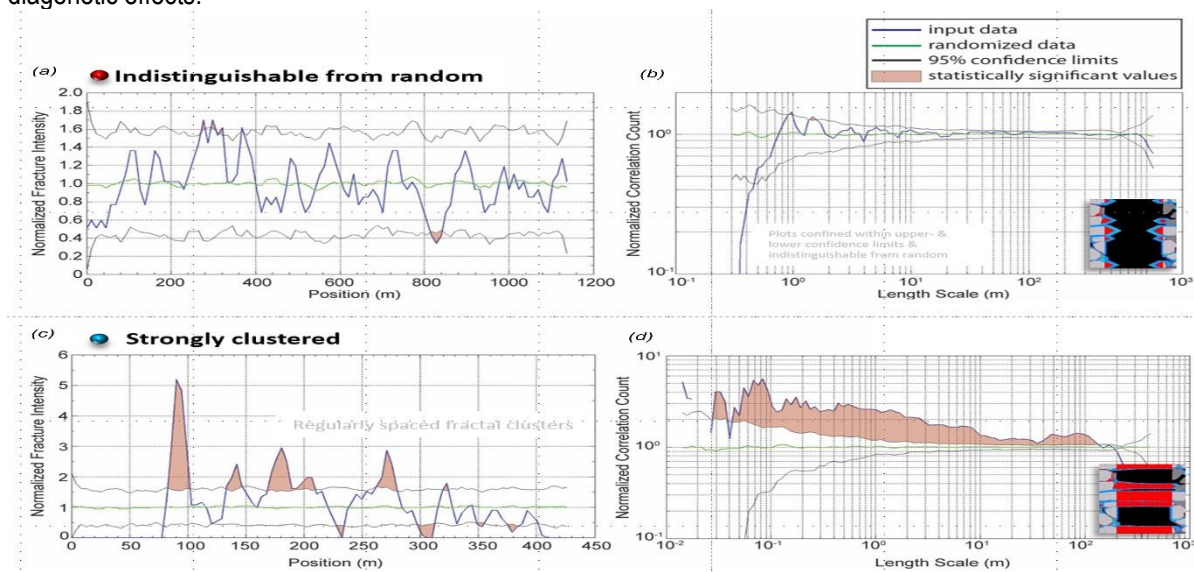 diagenetic effects.
input data
randomized data
95% confidence limits
statistically significant values
(a) Indistinguishable from random
(b)
Normalized Fracture Intensity
2.0
1.8
1.6
1.4
1.2
1.0
0.8
0.6
0.4
0.2
0
0 200 400 600 800 1000 1200
Position (m)
Normalized Correlation Count
10⁰
10⁻¹
Plots confined within upper- &
lower confidence limits &
indistinguishable from random
10⁻¹ 10⁰ 10¹ 10² 10³
Length Scale (m)
(c) Strongly clustered
(d)
Normalized Fracture Intensity
6
5
4
3
2
1
0
Regularly spaced fractal clusters
0 50 100 150 200 250 300 350 400 450
Position (m)
Normalized Correlation Count
10¹
10⁰
10⁻¹
10⁻² 10⁻¹ 10⁰ 10¹ 10² 10³
Length Scale (m)